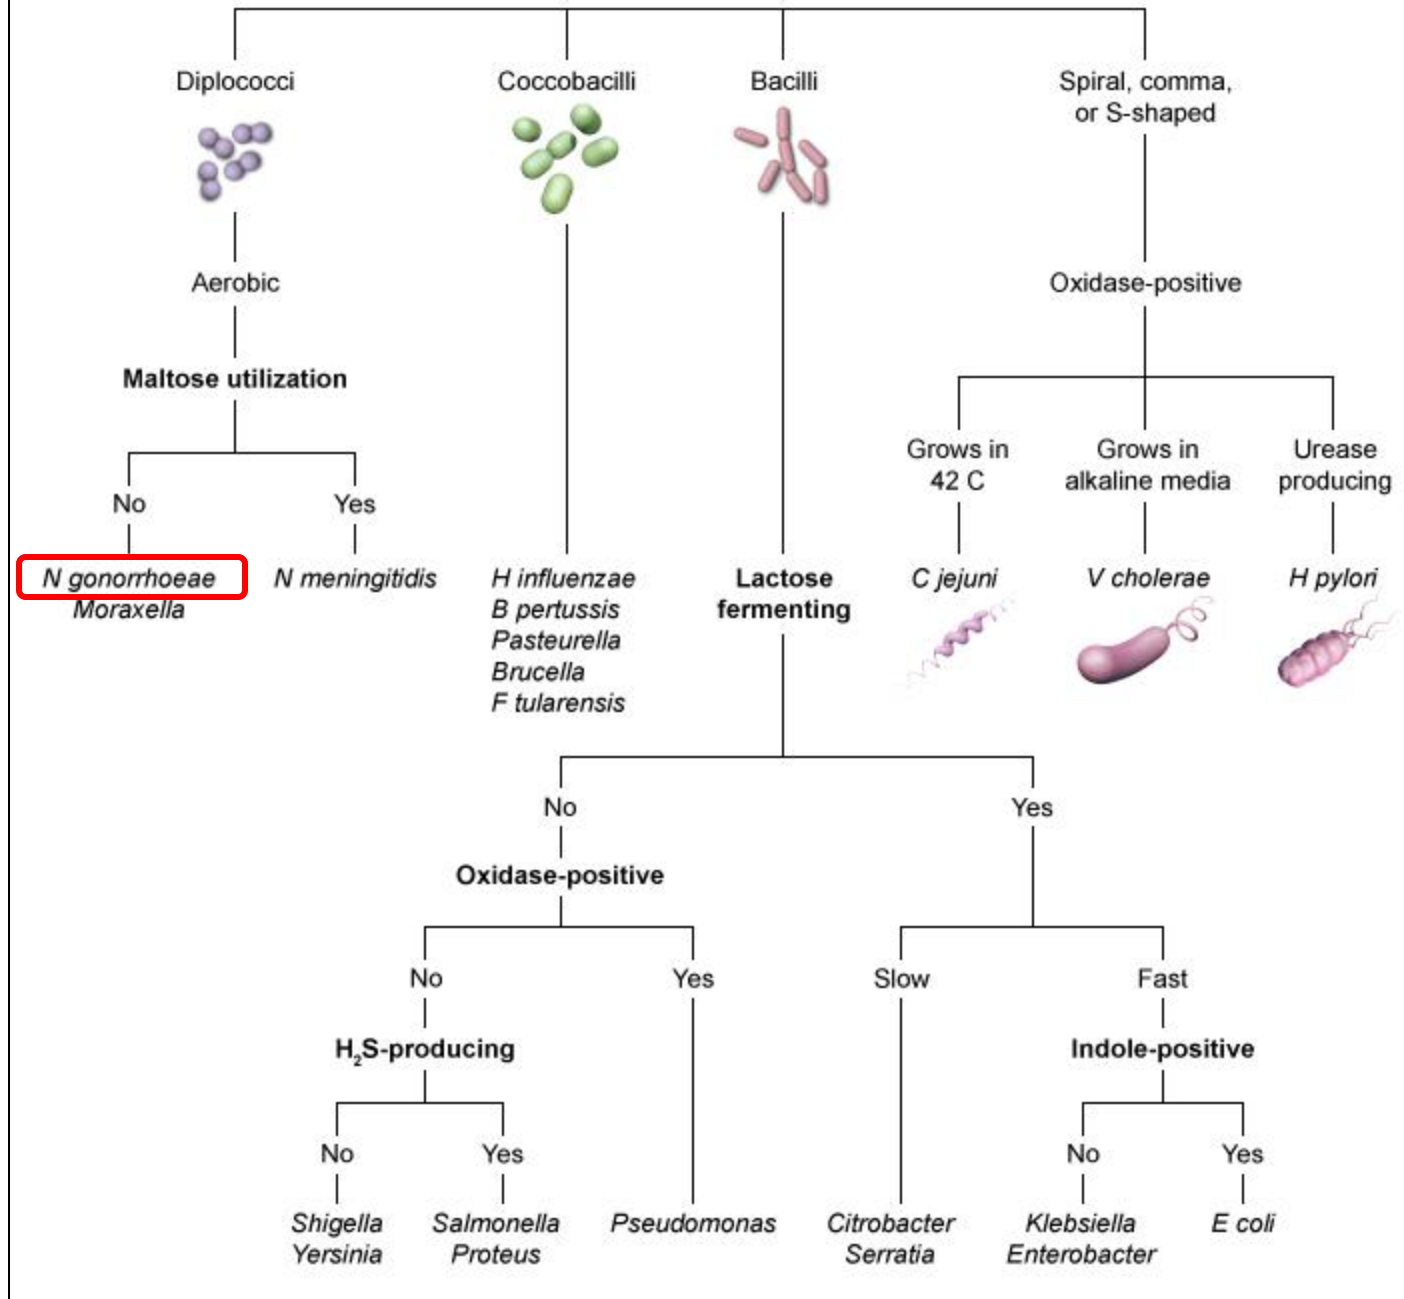 Diplococci
Coccobacilli
Bacilli
Spiral, comma,
or S-shaped
Aerobic
Oxidase-positive
Maltose utilization
Grows in
42 C
Grows in
alkaline media
Urease
producing
No
Yes
N gonorrhoeae
Moraxella
N meningitidis
H influenzae
B pertussis
Pasteurella
Brucella
F tularensis
Lactose
fermenting
C jejuni
V cholerae
H pylori
No
Yes
Oxidase-positive
No
Yes
Slow
Fast
H₂S-producing
Indole-positive
No
Yes
No
Yes
Shigella
Yersinia
Salmonella
Proteus
Pseudomonas
Citrobacter
Serratia
Klebsiella
Enterobacter
E coli